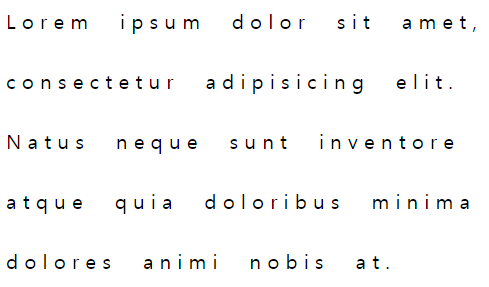 Lorem ipsum dolor sit amet,
consectetur adipisicing elit.
Natus neque sunt inventore
atque quia doloribus minima
dolores animi nobis at.